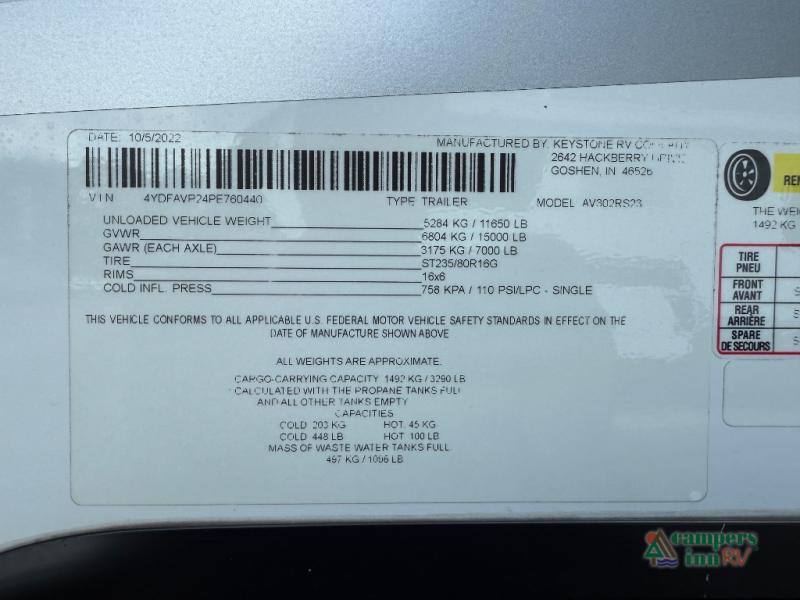 DATE: 10/5/2022
MANUFACTURED BY: KEYSTONE RV COMPANY
2642 HACKBERRY DRIVE
GOSHEN, IN 46526
VIN 4YDFAVP24PE760440 TYPE: TRAILER MODEL: AV302RS23
UNLOADED VEHICLE WEIGHT 5284 KG / 11650 LB
GVWR 6804 KG / 15000 LB
GAWR (EACH AXLE) 3175 KG / 7000 LB
TIRE ST235/80R16G
RIMS 16x6
COLD INFL. PRESS 758 KPA / 110 PSI/LPC - SINGLE
THIS VEHICLE CONFORMS TO ALL APPLICABLE U.S. FEDERAL MOTOR VEHICLE SAFETY STANDARDS IN EFFECT ON THE
DATE OF MANUFACTURE SHOWN ABOVE
ALL WEIGHTS ARE APPROXIMATE.
CARGO-CARRYING CAPACITY 1492 KG / 3290 LB
CALCULATED WITH THE PROPANE TANKS FULL
AND ALL OTHER TANKS EMPTY
CAPACITIES
COLD 203 KG HOT: 45 KG
COLD 448 LB HOT: 100 LB
MASS OF WASTE WATER TANKS FULL
497 KG / 1096 LB
THE WEI
1492 KG
TIRE
PNEU
FRONT
AVANT
REAR
ARRIÈRE
SPARE
DE SECOURS
campers
inn RV